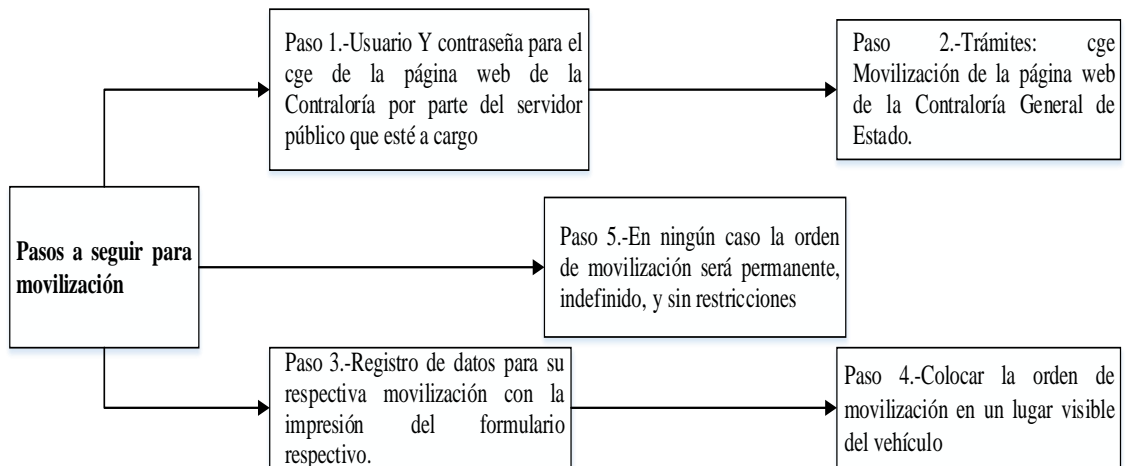 Paso 1.-Usuario Y contraseña para el
cge de la página web de la
Contraloría por parte del servidor
público que esté a cargo
Paso 2.-Trámites: cge
Movilización de la página web
de la Contraloría General de
Estado.
Pasos a seguir para
movilización
Paso 5.-En ningún caso la orden
de movilización será permanente,
indefinido, y sin restricciones
Paso 3.-Registro de datos para su
respectiva movilización con la
impresión del formulario
respectivo.
Paso 4.-Colocar la orden de
movilización en un lugar visible
del vehículo